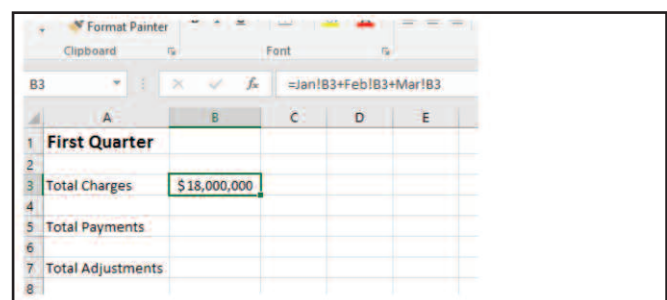 Format Painter
Clipboard Font
B3 fx =Jan!B3+Feb!B3+Mar!B3
A B C D E
1 First Quarter
2
3 Total Charges $18,000,000
4
5 Total Payments
6
7 Total Adjustments
8